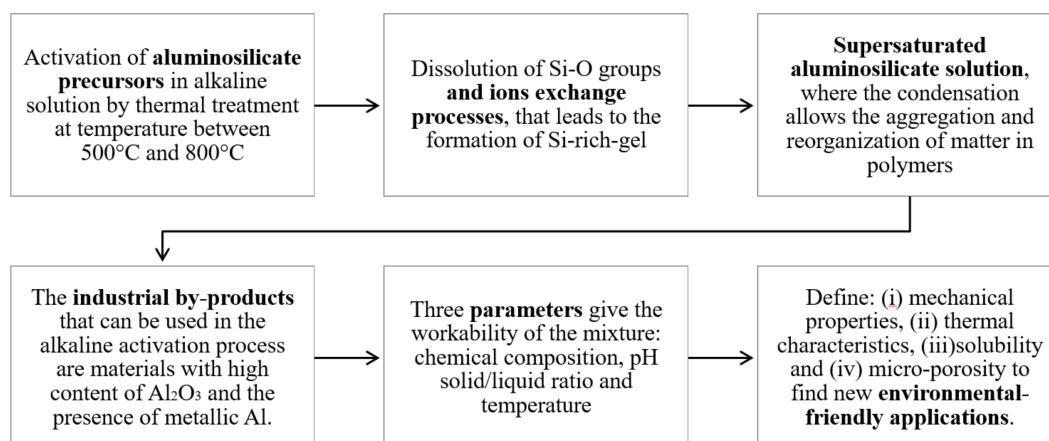 Activation of aluminosilicate
precursors in alkaline
solution by thermal treatment
at temperature between
500°C and 800°C
Dissolution of Si-O groups
and ions exchange
processes, that leads to the
formation of Si-rich-gel
Supersaturated
aluminosilicate solution,
where the condensation
allows the aggregation and
reorganization of matter in
polymers
The industrial by-products
that can be used in the
alkaline activation process
are materials with high
content of Al2O3 and the
presence of metallic Al.
Three parameters give the
workability of the mixture:
chemical composition, pH
solid/liquid ratio and
temperature
Define: (i) mechanical
properties, (ii) thermal
characteristics, (iii)solubility
and (iv) micro-porosity to
find new environmental-
friendly applications.